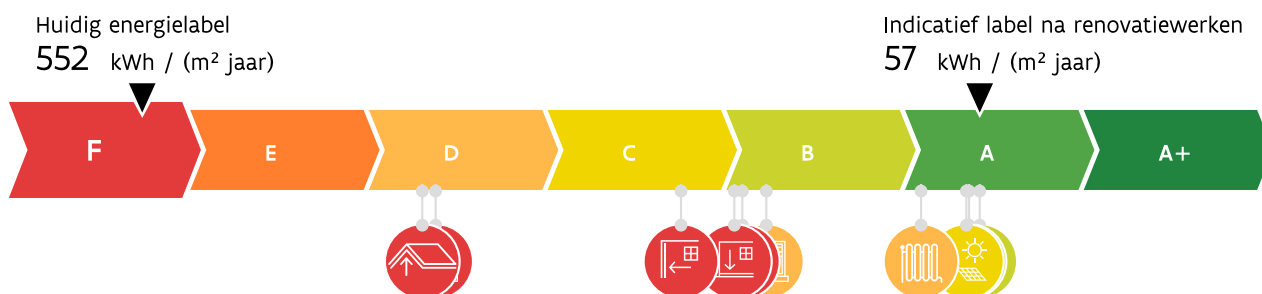 Huidig energielabel
552 kWh / (m² jaar)
Indicatief label na renovatiewerken
57 kWh / (m² jaar)
F E D C B A A+